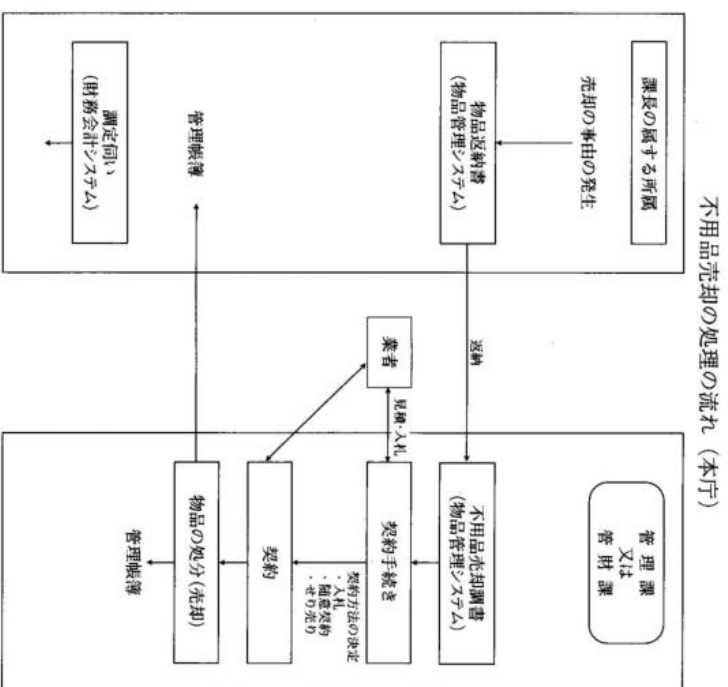 不用品売却の処理の流れ（本庁）
課長の属する所属
売却の事由の発生
物品返納書
（物品管理システム）
管理帳簿
調定伺い
（財務会計システム）
返納
業者
見積・入札
管理課
又は
管財課
不用品売却調書
（物品管理システム）
契約手続き
契約方法の決定
・入札
・随意契約
・せり売り
契約
物品の処分（売却）
管理帳簿